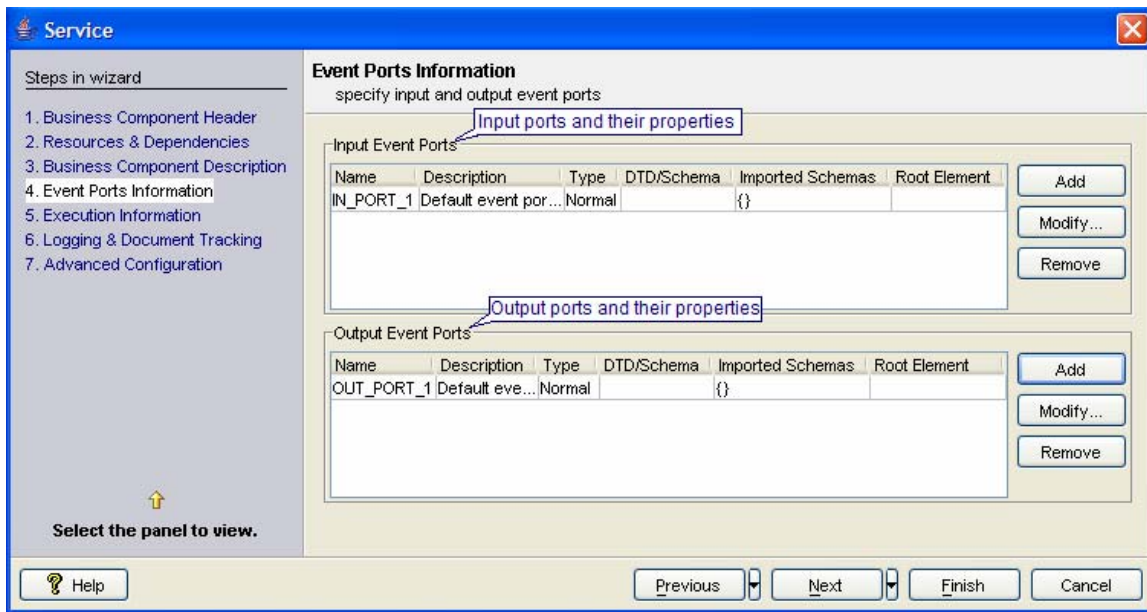 Service
Steps in wizard
1. Business Component Header
2. Resources & Dependencies
3. Business Component Description
4. Event Ports Information
5. Execution Information
6. Logging & Document Tracking
7. Advanced Configuration
Select the panel to view.
Event Ports Information
specify input and output event ports
Input ports and their properties
Input Event Ports
Name Description Type DTD/Schema Imported Schemas Root Element
IN_PORT_1 Default event por... Normal {}
Add
Modify...
Remove
Output ports and their properties
Output Event Ports
Name Description Type DTD/Schema Imported Schemas Root Element
OUT_PORT_1 Default eve... Normal {}
Add
Modify...
Remove
Help Previous Next Finish Cancel